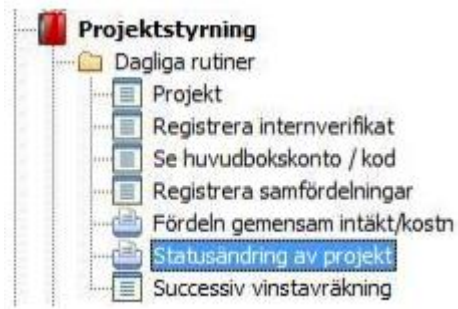 Projektstyrning
Dagliga rutiner
Projekt
Registrera internverifikat
Se huvudbokskonto / kod
Registrera samfördelningar
Fördeln gemensam intäkt/kostn
Statusändring av projekt
Successiv vinstavräkning